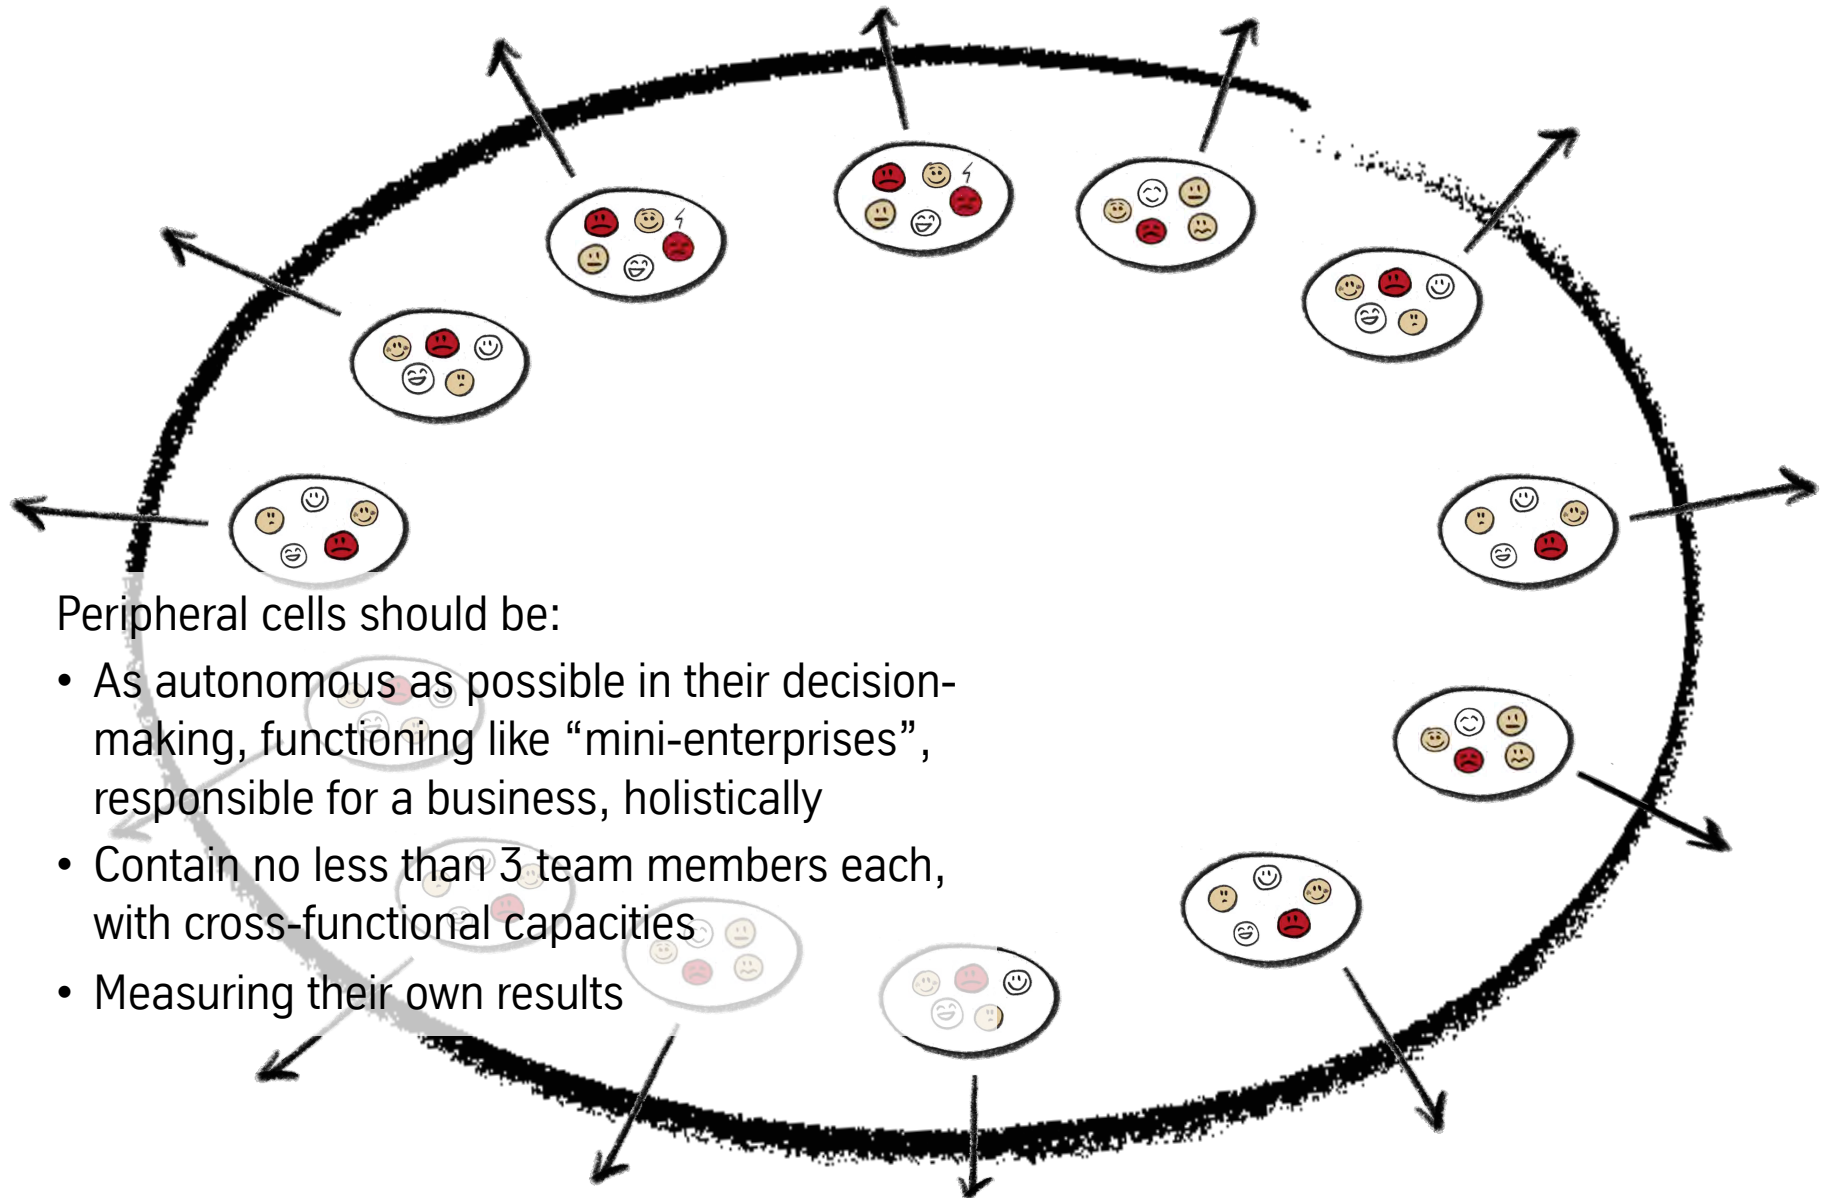 Peripheral cells should be:
• As autonomous as possible in their decision-
making, functioning like “mini-enterprises”,
responsible for a business, holistically
• Contain no less than 3 team members each,
with cross-functional capacities
• Measuring their own results